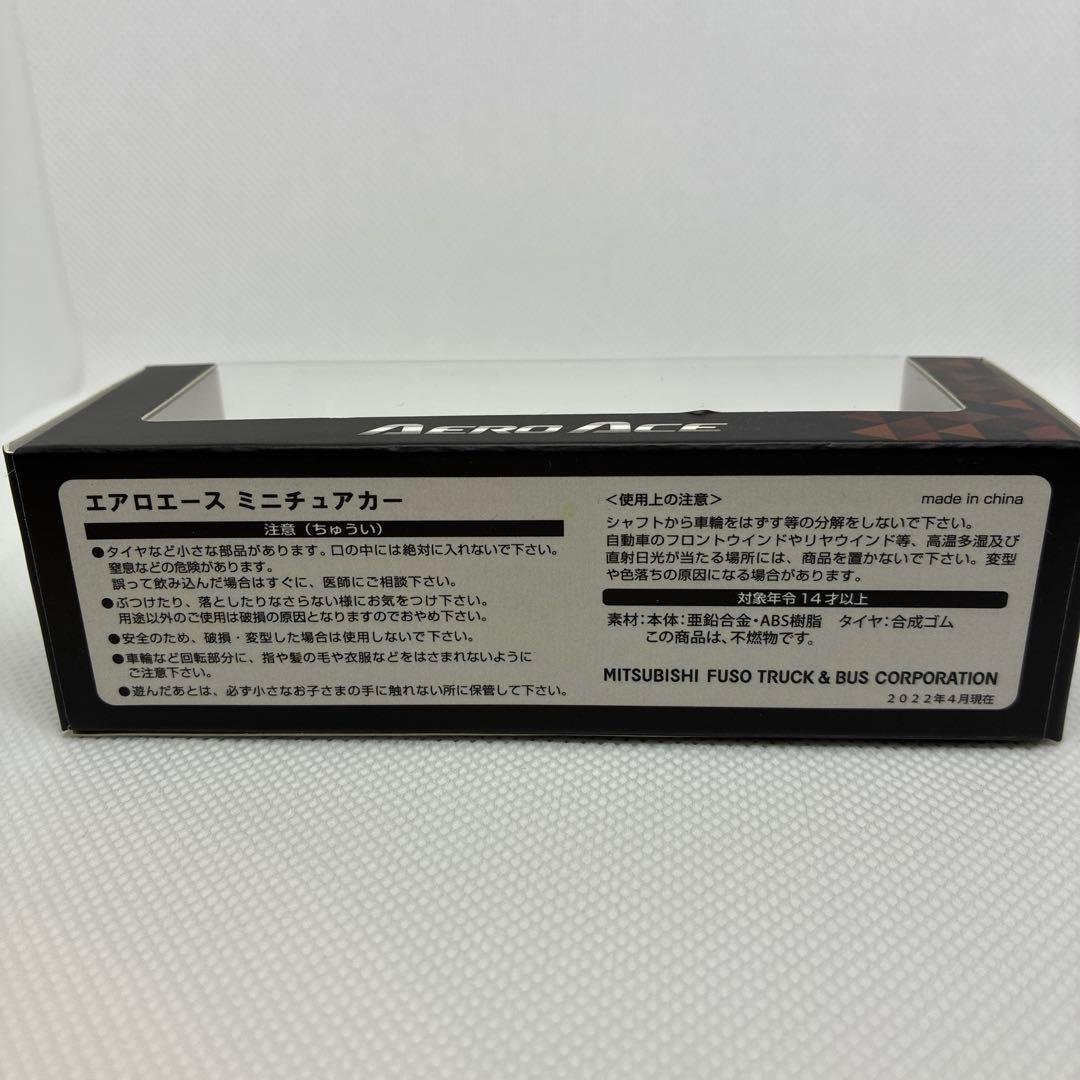 AERO ACE
エアロエース ミニチュアカー
注意(ちゅうい)
●タイヤなど小さな部品があります。口の中には絶対に入れないで下さい。
窒息などの危険があります。
誤って飲み込んだ場合はすぐに、医師にご相談下さい。
●ぶつけたり、落としたりなさらない様にお気をつけ下さい。
用途以外のご使用は破損の原因となりますのでおやめ下さい。
●安全のため、破損・変型した場合は使用しないで下さい。
●車輪など回転部分に、指や髪の毛や衣服などをはさまれないように
ご注意下さい。
●遊んだあとは、必ず小さなお子さまの手に触れない所に保管して下さい。
<使用上の注意>
made in china
シャフトから車輪をはずす等の分解をしないで下さい。
自動車のフロントウインドやリヤウインド等、高温多湿及び
直射日光が当たる場所には、商品を置かないで下さい。変型
や色落ちの原因になる場合があります。
対象年令14才以上
素材:本体:亜鉛合金・ABS樹脂 タイヤ:合成ゴム
この商品は、不燃物です。
MITSUBISHI FUSO TRUCK & BUS CORPORATION
2022年4月現在